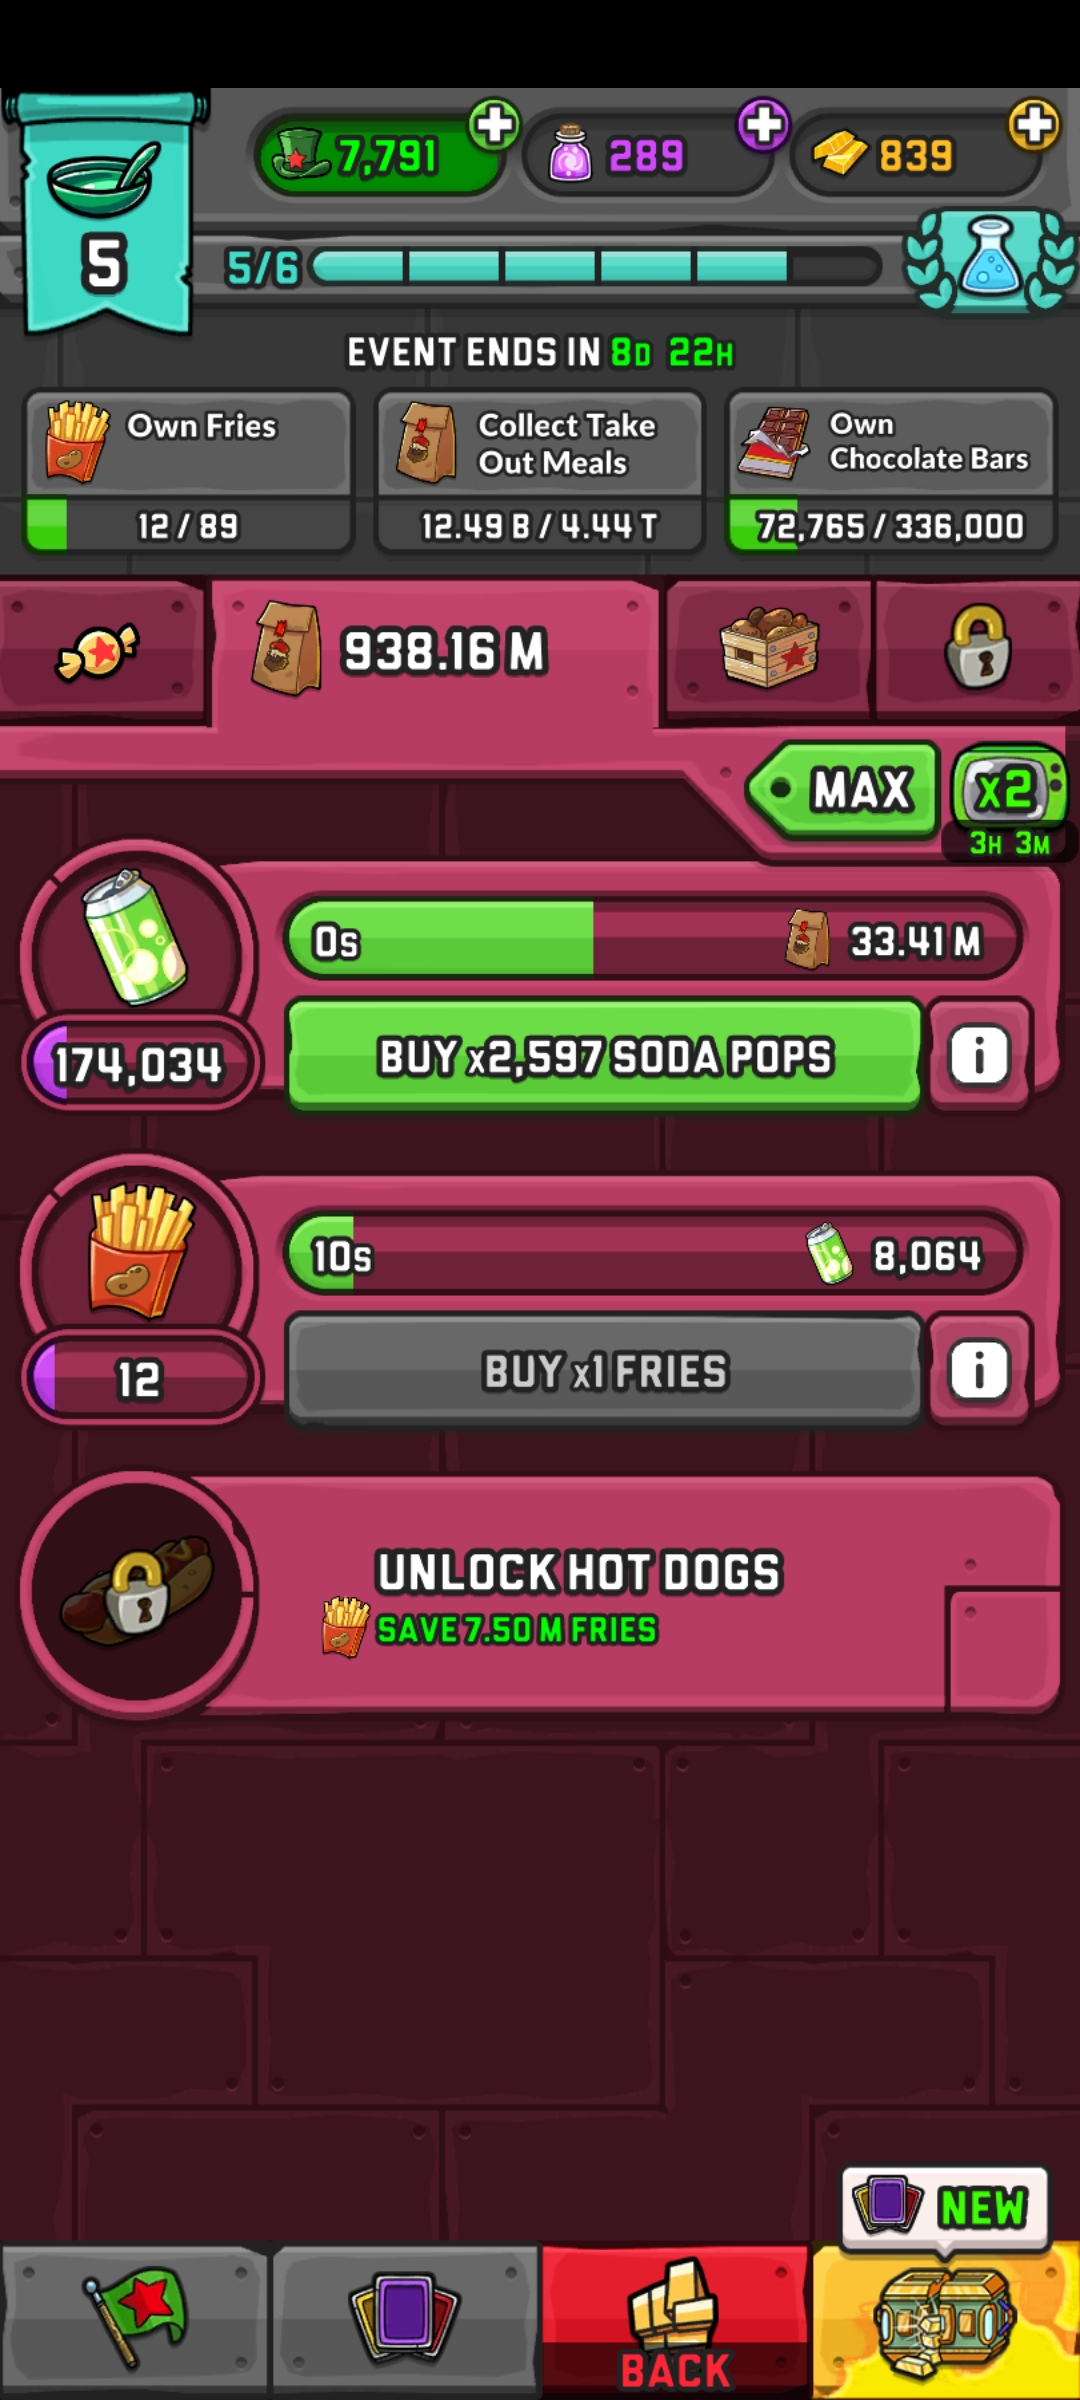 7,791
289
839
5
5/6
EVENT ENDS IN 8D 22H
Own Fries
12 / 89
Collect Take
Out Meals
12.49 B / 4.44 T
Own
Chocolate Bars
72,765 / 336,000
938.16 M
MAX
x2
3H 3M
0s
33.41 M
174,034
BUY x2,597 SODA POPS
i
10s
8,064
12
BUY x1 FRIES
i
UNLOCK HOT DOGS
SAVE 7.50 M FRIES
NEW
BACK